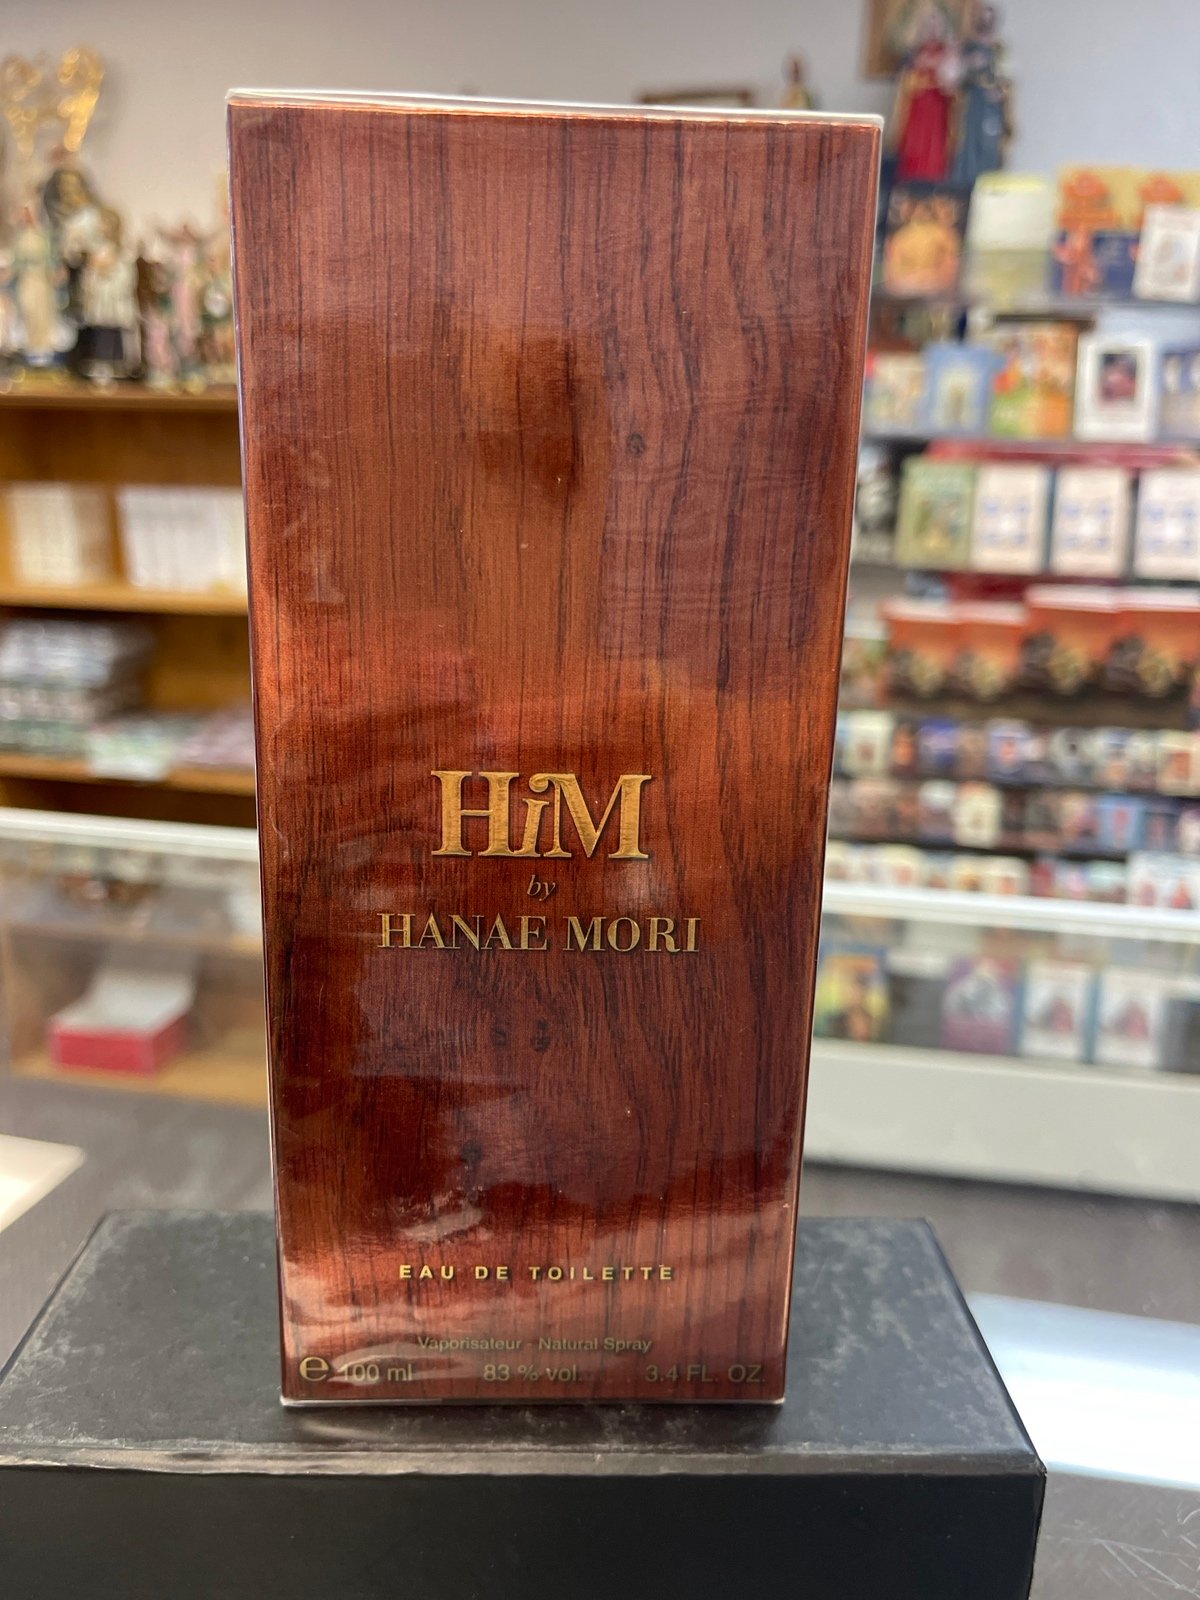 HiM
by
HANAE MORI
EAU DE TOILETTE
Vaporisateur - Natural Spray
℮ 100 ml 83 % vol. 3.4 FL. OZ.